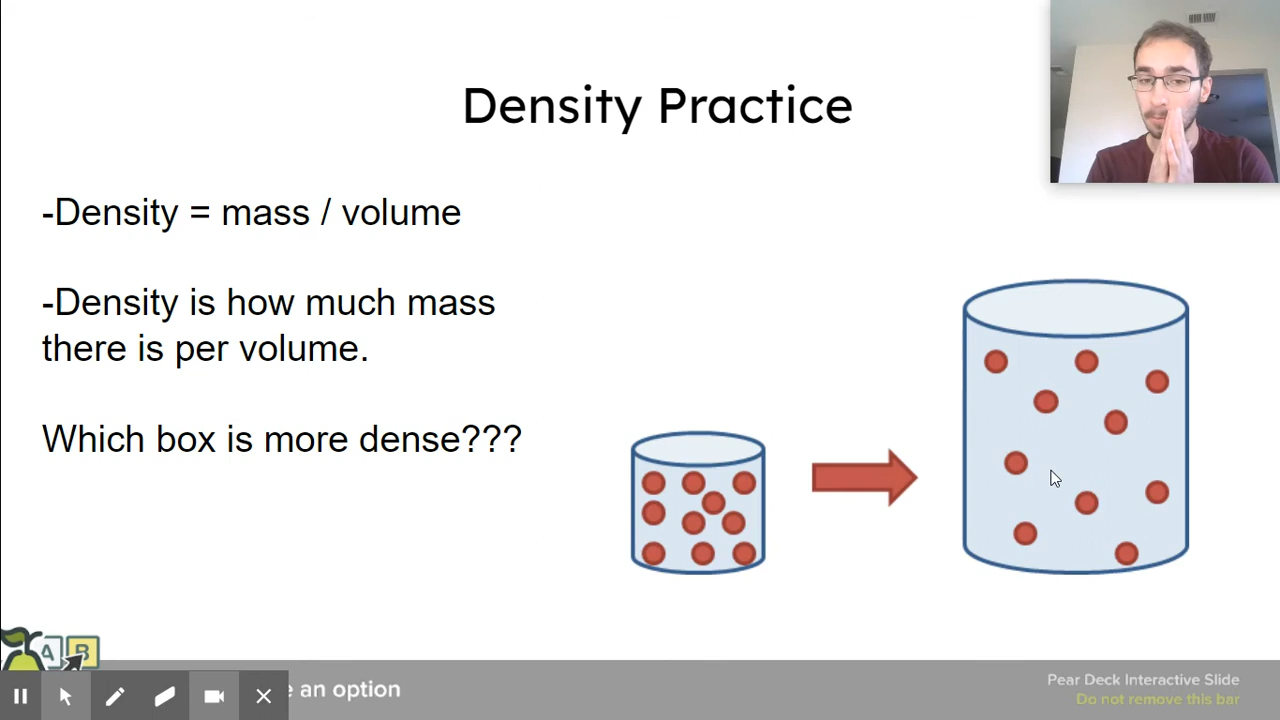 Density Practice
-Density = mass / volume
-Density is how much mass
there is per volume.
Which box is more dense???
A B
an option
Pear Deck Interactive Slide
Do not remove this bar